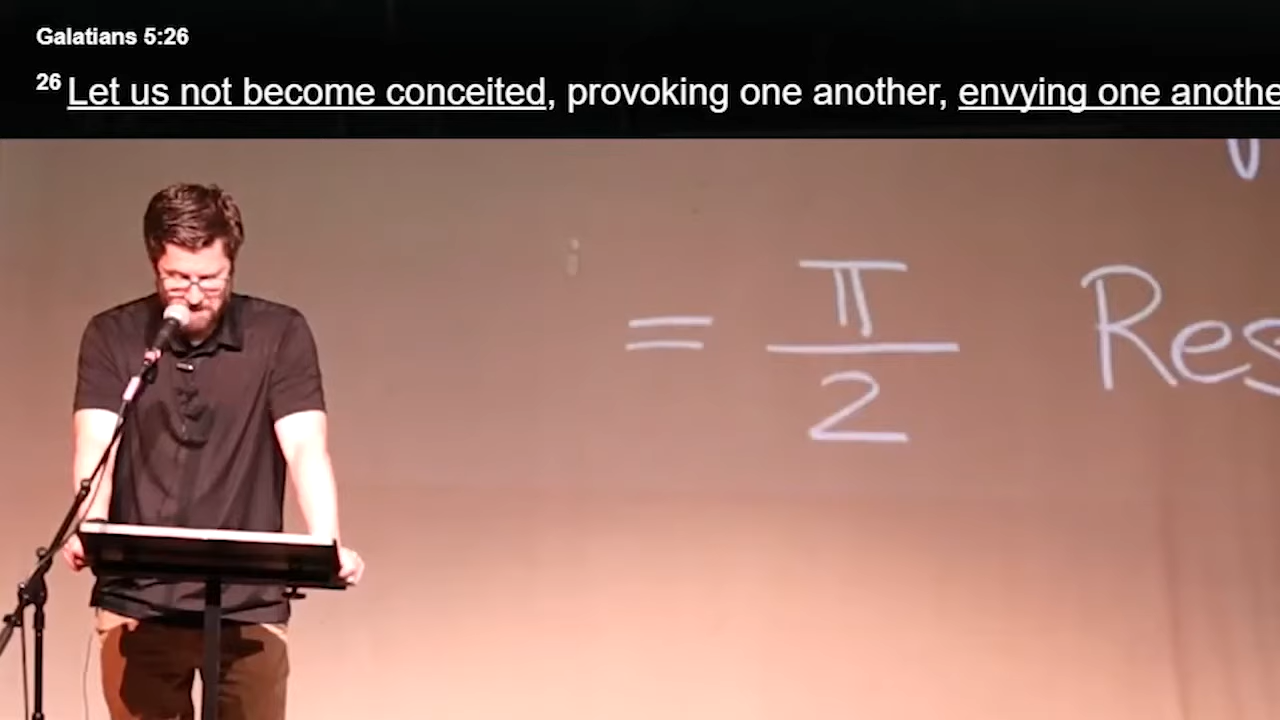 Galatians 5:26
26 Let us not become conceited, provoking one another, envying one anothe
= π/2 Res